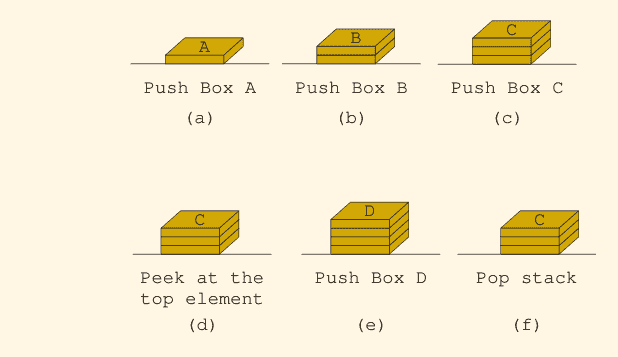 A
B
C
Push Box A
Push Box B
Push Box C
(a)
(b)
(c)
C
D
C
Peek at the
top element
Push Box D
Pop stack
(d)
(e)
(f)